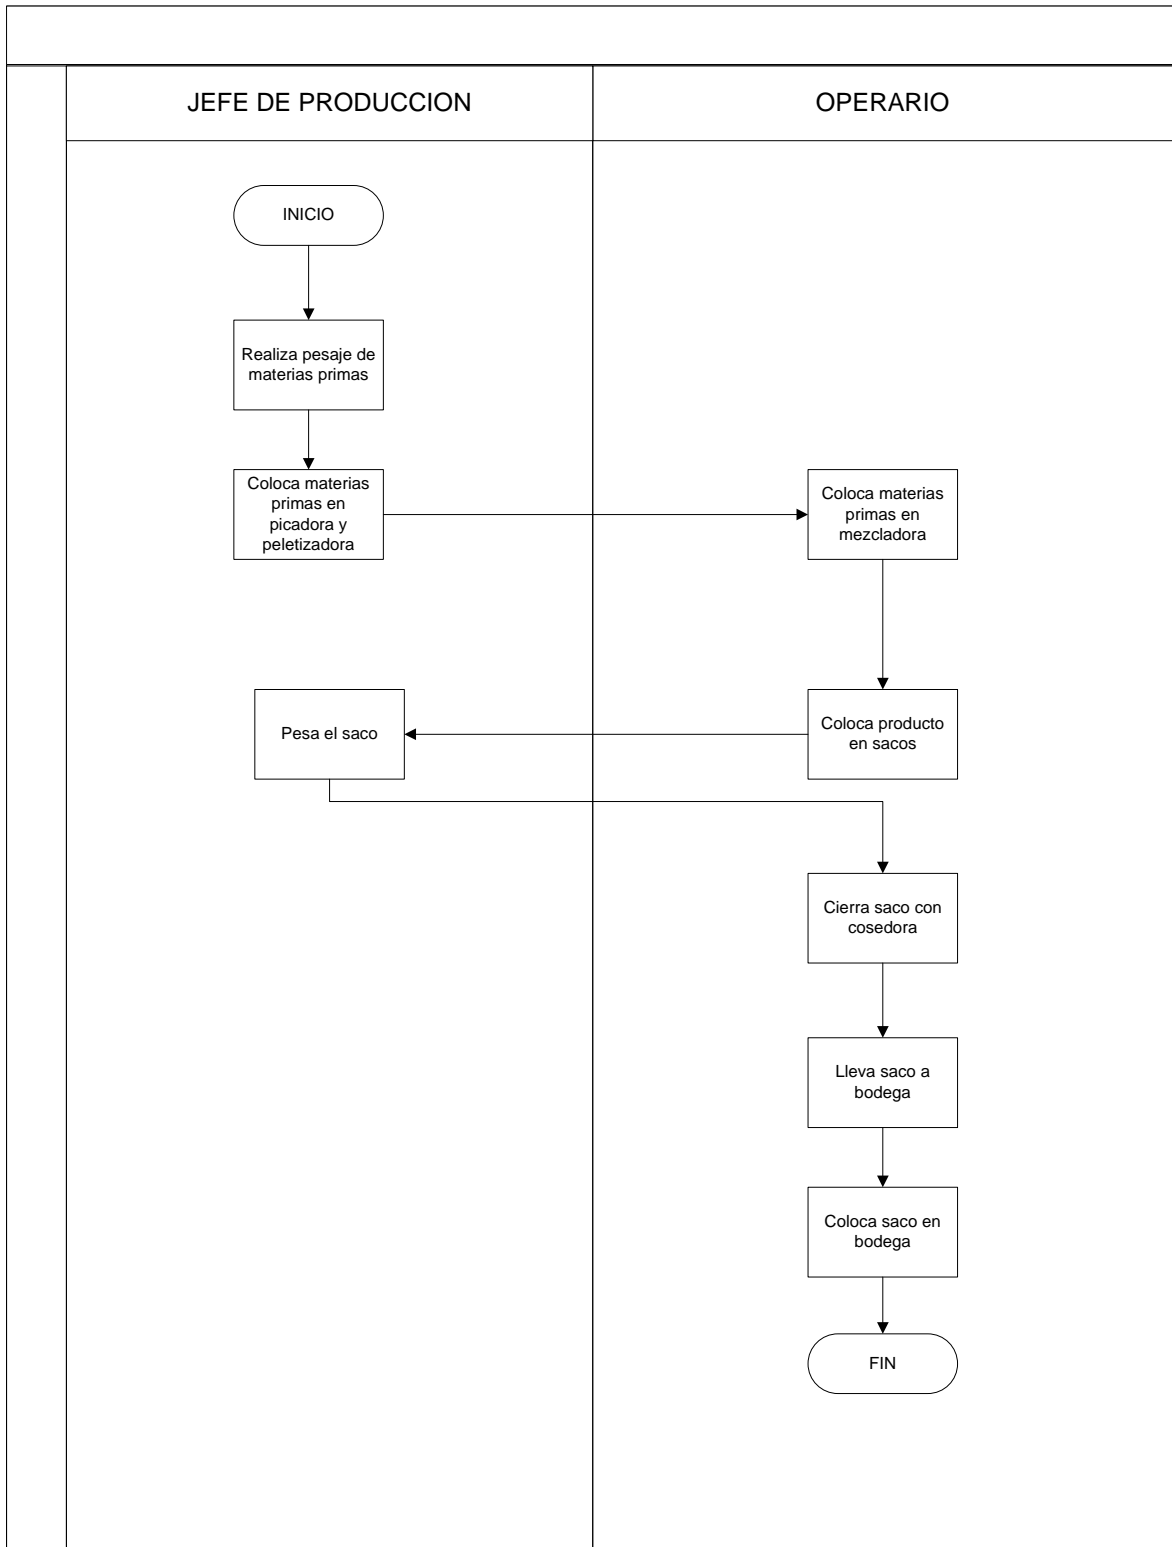 JEFE DE PRODUCCION
OPERARIO
INICIO
Realiza pesaje de
materias primas
Coloca materias
primas en
picadora y
peletizadora
Coloca materias
primas en
mezcladora
Pesa el saco
Coloca producto
en sacos
Cierra saco con
cosedora
Lleva saco a
bodega
Coloca saco en
bodega
FIN